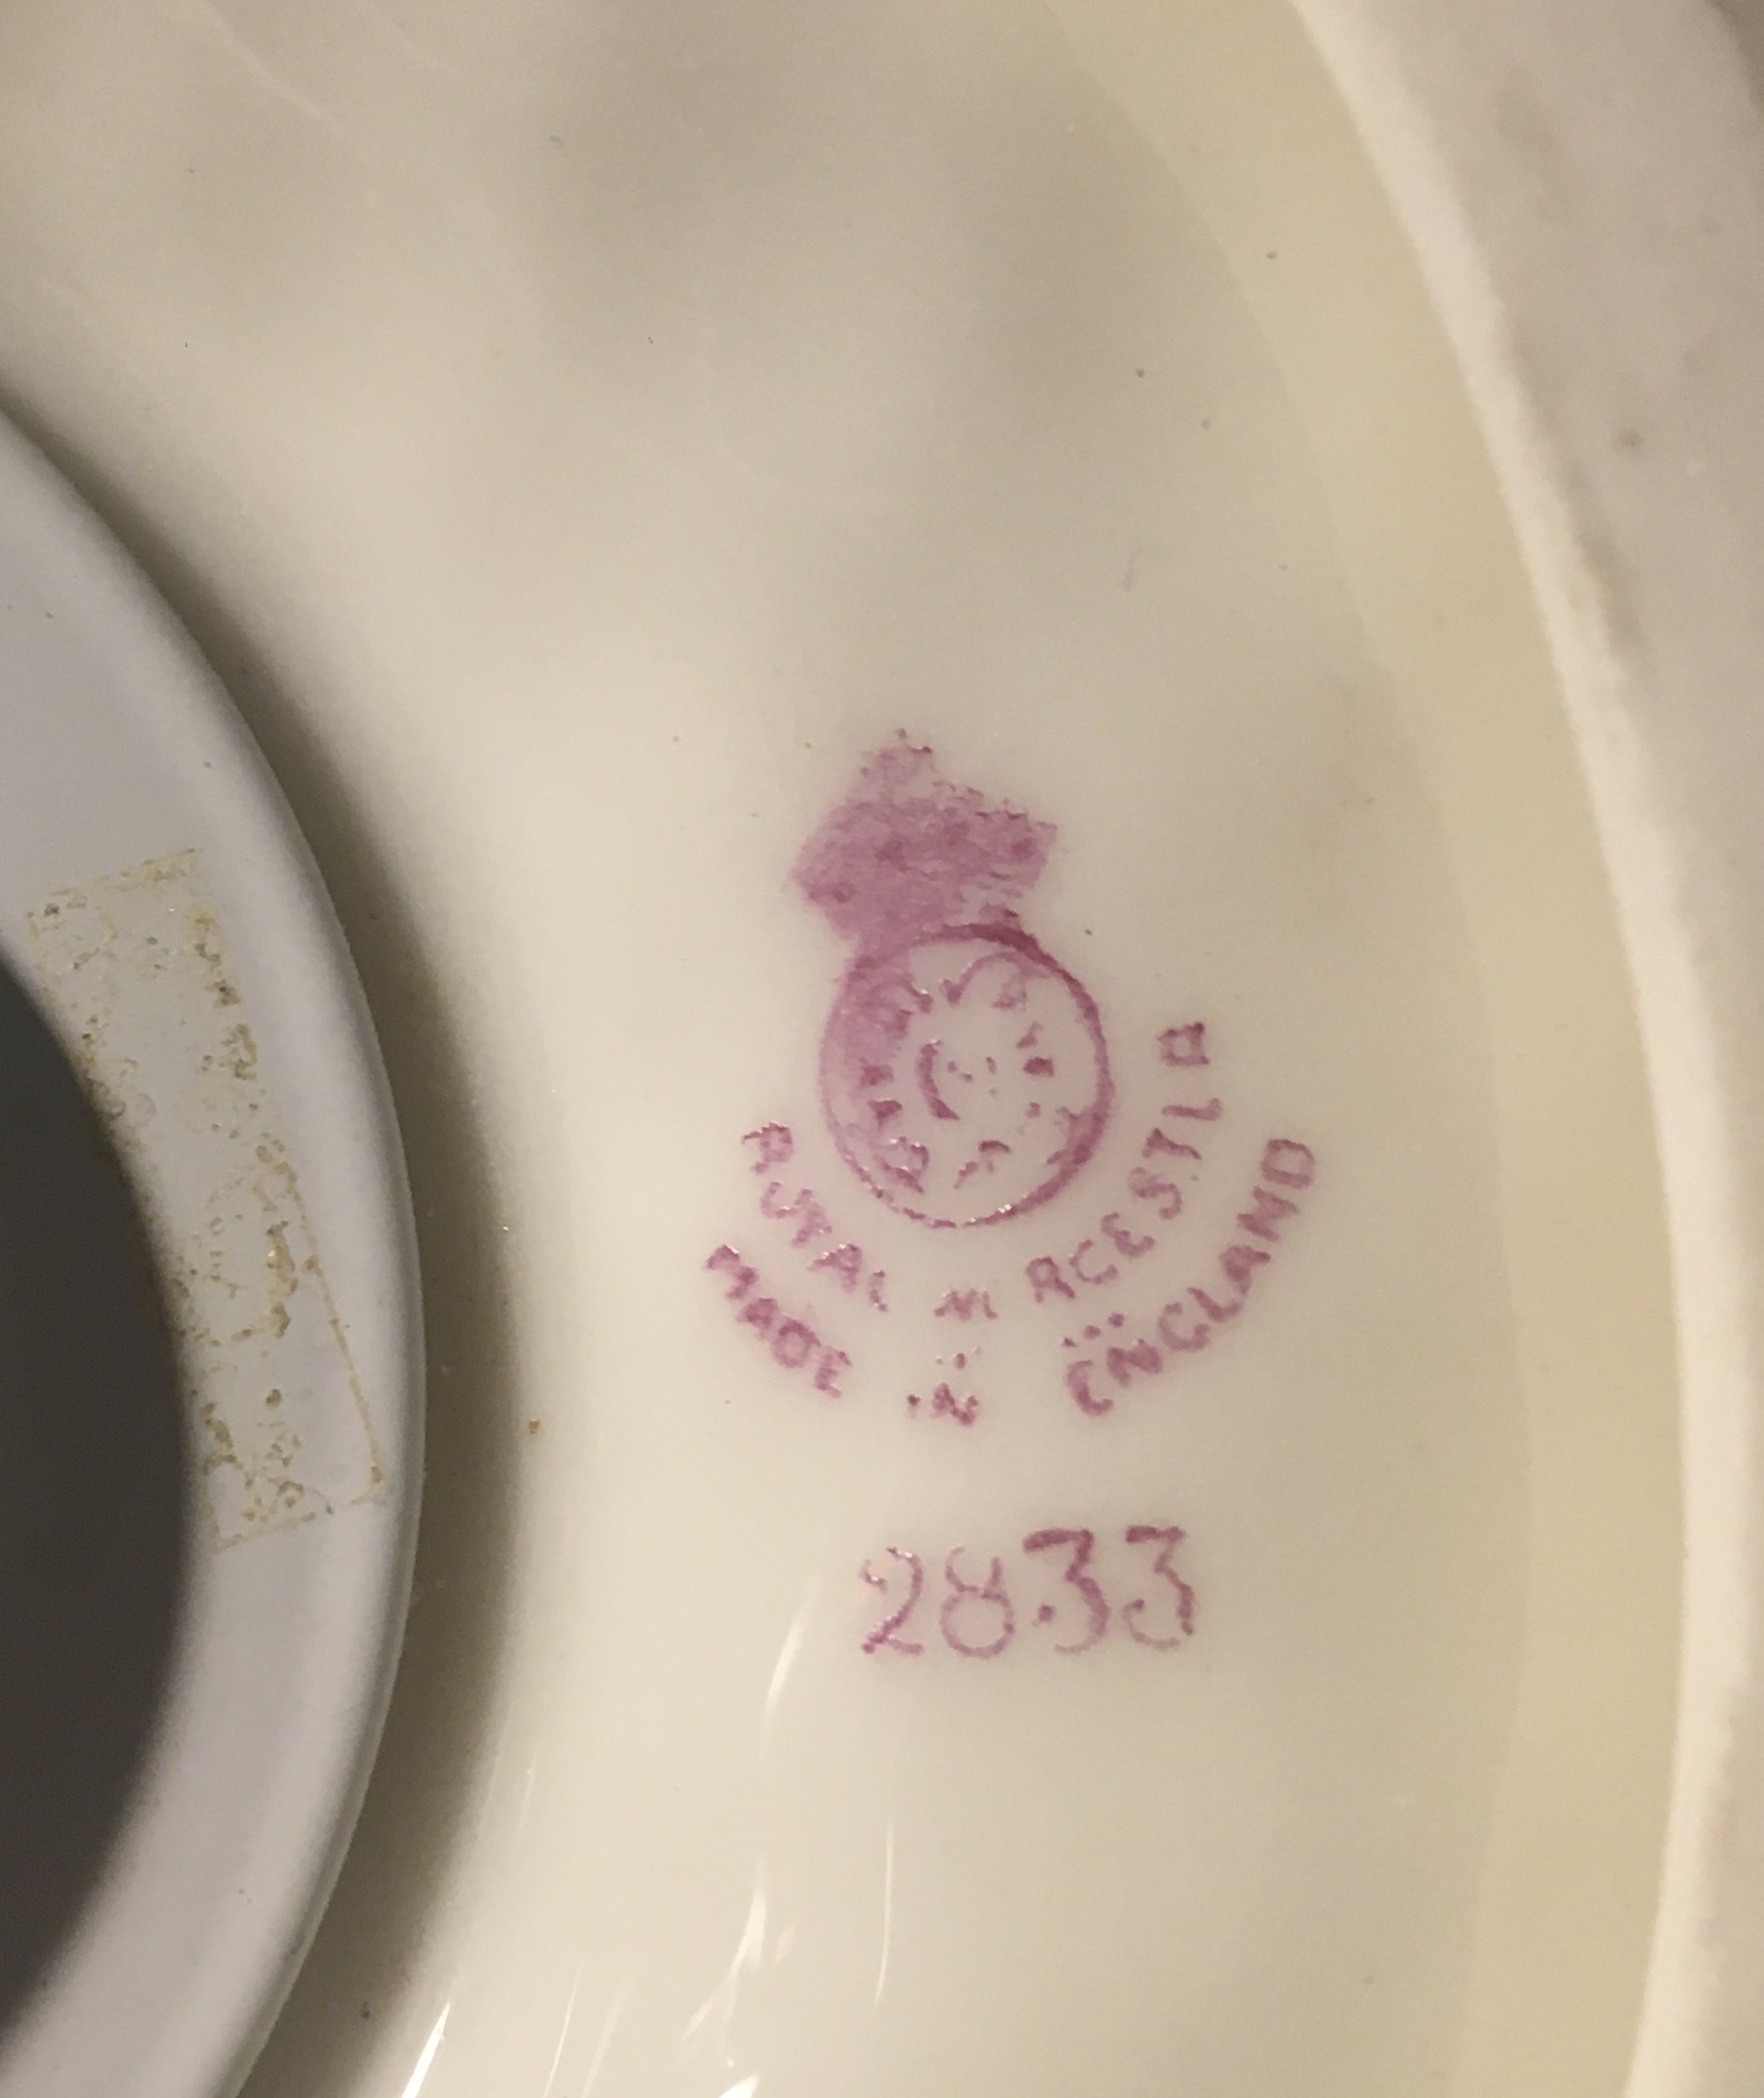 ROYAL WORCESTER
MADE IN ENGLAND
2833